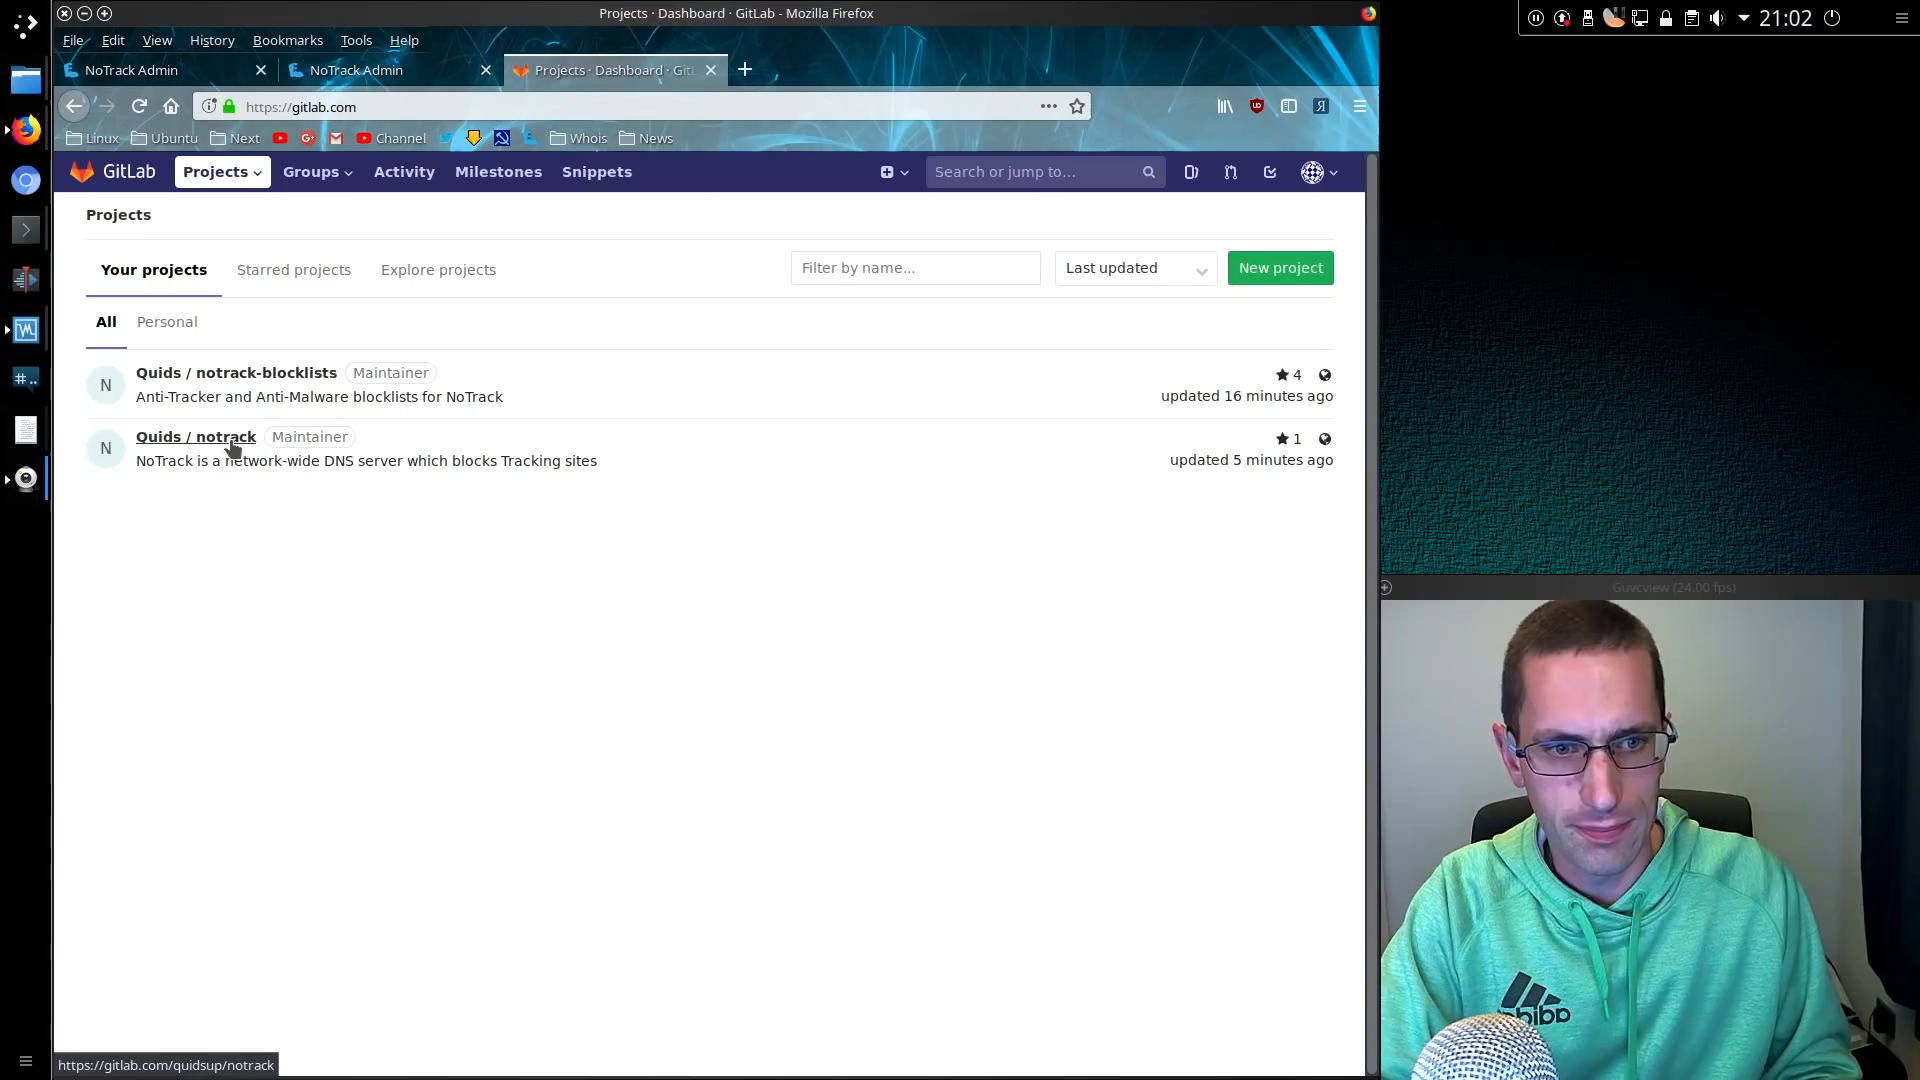 Projects · Dashboard · GitLab - Mozilla Firefox
21:02
File Edit View History Bookmarks Tools Help
NoTrack Admin
NoTrack Admin
Projects · Dashboard · Git
https://gitlab.com
Linux Ubuntu Next Channel Whois News
GitLab Projects Groups Activity Milestones Snippets Search or jump to…
Projects
Your projects Starred projects Explore projects Filter by name... Last updated New project
All Personal
N Quids / notrack-blocklists Maintainer 4
Anti-Tracker and Anti-Malware blocklists for NoTrack updated 16 minutes ago
N Quids / notrack Maintainer 1
NoTrack is a network-wide DNS server which blocks Tracking sites updated 5 minutes ago
Guvcview (24.00 fps)
adidas
https://gitlab.com/quidsup/notrack